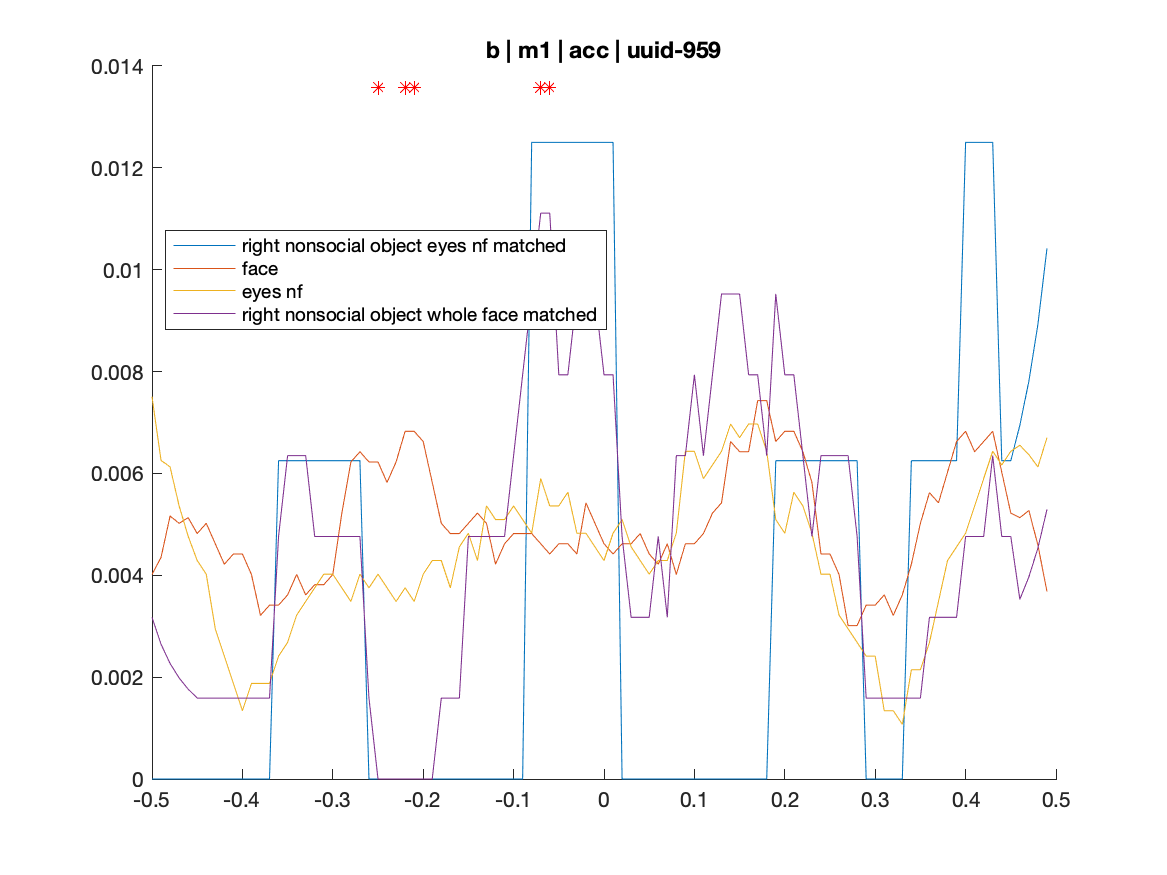 b | m1 | acc | uuid-959
0.014
0.012
0.01
0.008
0.006
0.004
0.002
0
right nonsocial object eyes nf matched
face
eyes nf
right nonsocial object whole face matched
-0.5 -0.4 -0.3 -0.2 -0.1 0 0.1 0.2 0.3 0.4 0.5